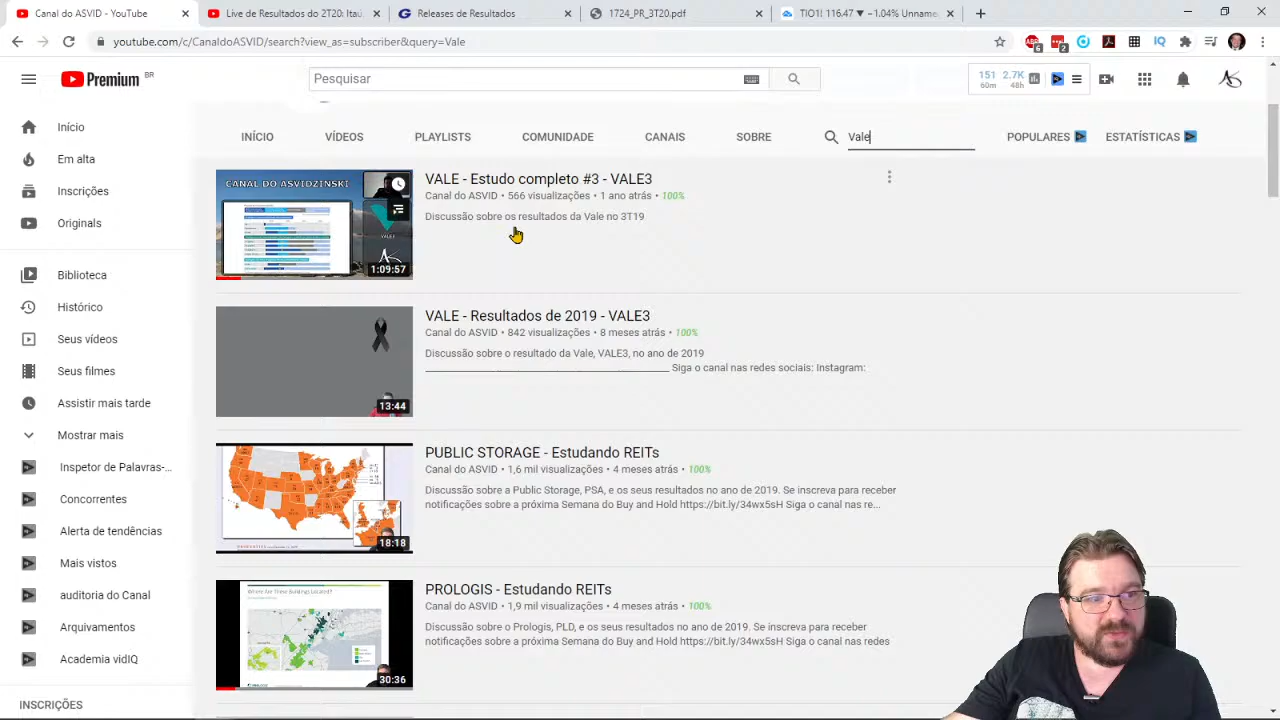 Canal do ASVID - YouTube
Live de Resultados do 2T20: Itaú
Releases de Resultados
1724_RI_3T20.pdf
TIO1!: 116.47 ▼ −1.04% Unname
youtube.com/c/CanaldoASVID/search?view_as=subscriber&query=Vale
6
2
IQ
Premium BR
Pesquisar
151 2.7K
60m 48h
INÍCIO VÍDEOS PLAYLISTS COMUNIDADE CANAIS SOBRE Vale POPULARES ESTATÍSTICAS
Início
Em alta
Inscrições
Originals
Biblioteca
Histórico
Seus vídeos
Seus filmes
Assistir mais tarde
Mostrar mais
Inspetor de Palavras-...
Concorrentes
Alerta de tendências
Mais vistos
auditoria do Canal
Arquivamentos
Academia vidIQ
INSCRIÇÕES
CANAL DO ASVIDZINSKI
VALE
1:09:57
VALE - Estudo completo #3 - VALE3
Canal do ASVID • 566 visualizações • 1 ano atrás • 100%
Discussão sobre os resultados da Vale no 3T19
13:44
VALE - Resultados de 2019 - VALE3
Canal do ASVID • 842 visualizações • 8 meses atrás • 100%
Discussão sobre o resultado da Vale, VALE3, no ano de 2019
Siga o canal nas redes sociais: Instagram:
18:18
PUBLIC STORAGE - Estudando REITs
Canal do ASVID • 1,6 mil visualizações • 4 meses atrás • 100%
Discussão sobre a Public Storage, PSA, e os seus resultados no ano de 2019. Se inscreva para receber
notificações sobre a próxima Semana do Buy and Hold https://bit.ly/34wx5sH Siga o canal nas re...
Where Are These Buildings Located?
30:36
PROLOGIS - Estudando REITs
Canal do ASVID • 1,9 mil visualizações • 4 meses atrás • 100%
Discussão sobre o Prologis, PLD, e os seus resultados no ano de 2019. Se inscreva para receber
notificações sobre a próxima Semana do Buy and Hold https://bit.ly/34wx5sH Siga o canal nas redes